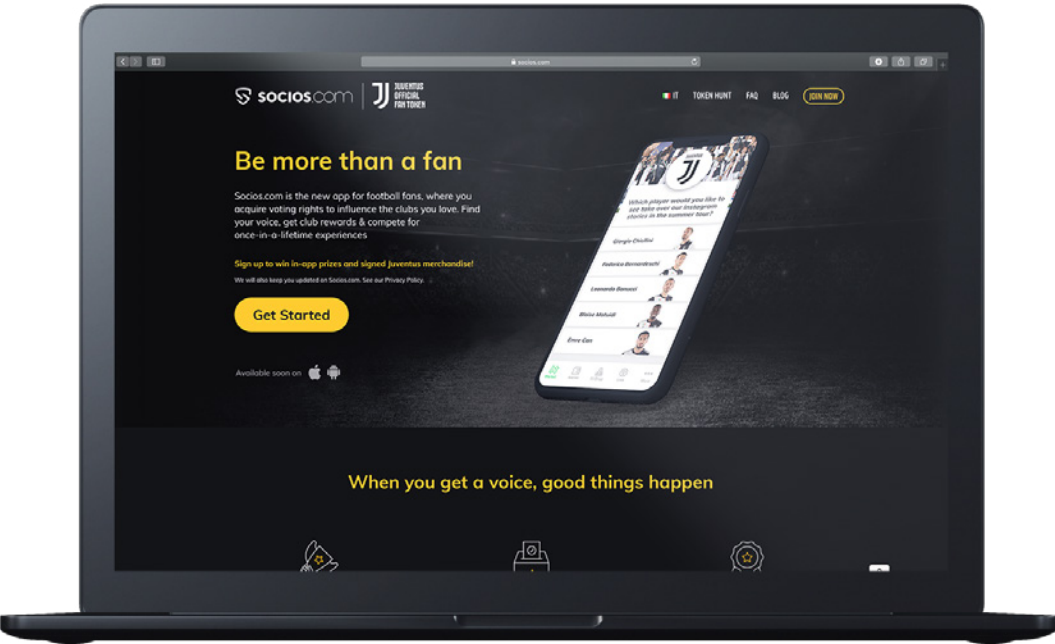 socios.com
SOCIOS.COM
JUVENTUS
OFFICIAL
FAN TOKEN
IT TOKEN HUNT FAQ BLOG JOIN NOW
Be more than a fan
Socios.com is the new app for football fans, where you
acquire voting rights to influence the clubs you love. Find
your voice, get club rewards & compete for
once-in-a-lifetime experiences
Sign up to win in-app prizes and signed Juventus merchandise!
We will also keep you updated on Socios.com. See our Privacy Policy.
Get Started
Available soon on
Which player would you like to
see take over our Instagram
stories in the summer tour?
Giorgio Chiellini
Federico Bernardeschi
Leonardo Bonucci
Blaise Matuidi
Emre Can
When you get a voice, good things happen